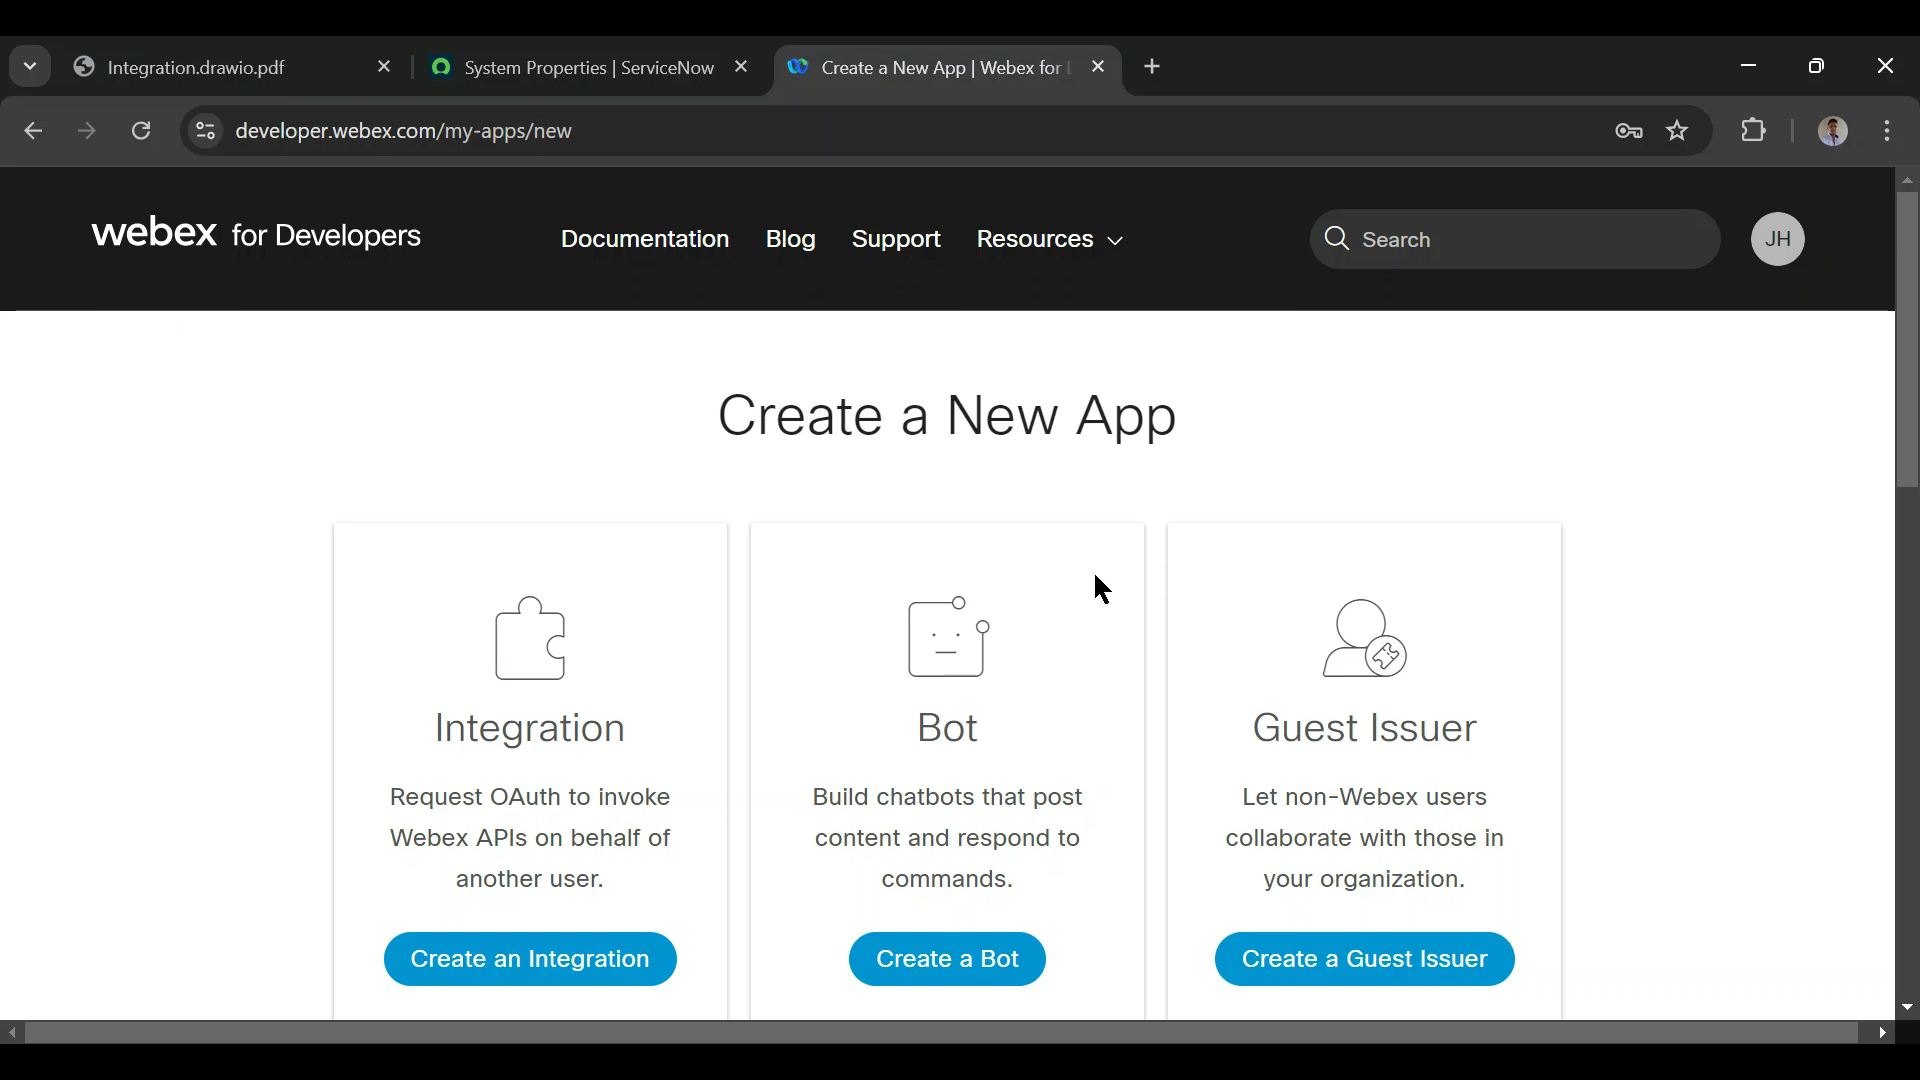 Integration.drawio.pdf
System Properties | ServiceNow
Create a New App | Webex for
developer.webex.com/my-apps/new
webex for Developers
Documentation
Blog
Support
Resources
Search
JH
Create a New App
Integration
Request OAuth to invoke
Webex APIs on behalf of
another user.
Create an Integration
Bot
Build chatbots that post
content and respond to
commands.
Create a Bot
Guest Issuer
Let non-Webex users
collaborate with those in
your organization.
Create a Guest Issuer